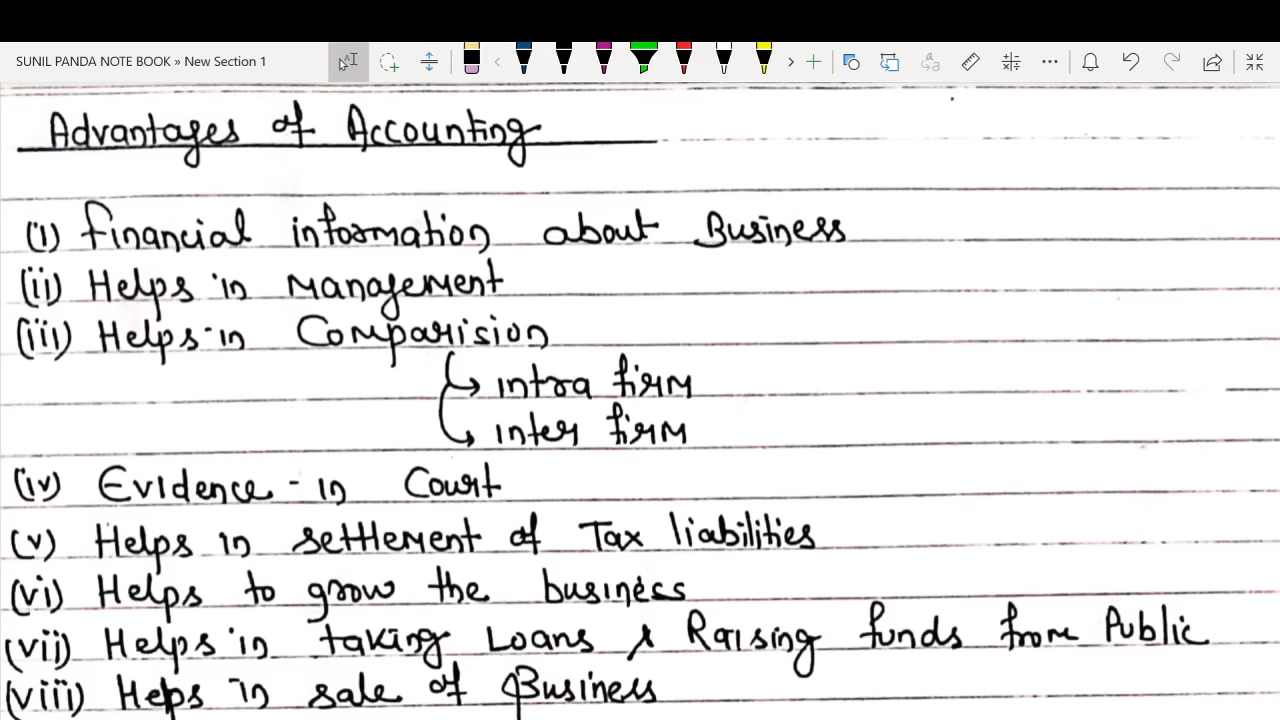 SUNIL PANDA NOTE BOOK » New Section 1
Advantages of Accounting
(i) Financial information about Business
(ii) Helps in Management
(iii) Helps in Comparision
intra firm
inter firm
(iv) Evidence in Court
(v) Helps in settlement of Tax liabilities
(vi) Helps to grow the business
(vii) Helps in taking Loans & Raising funds from Public
(viii) Helps in sale of Business